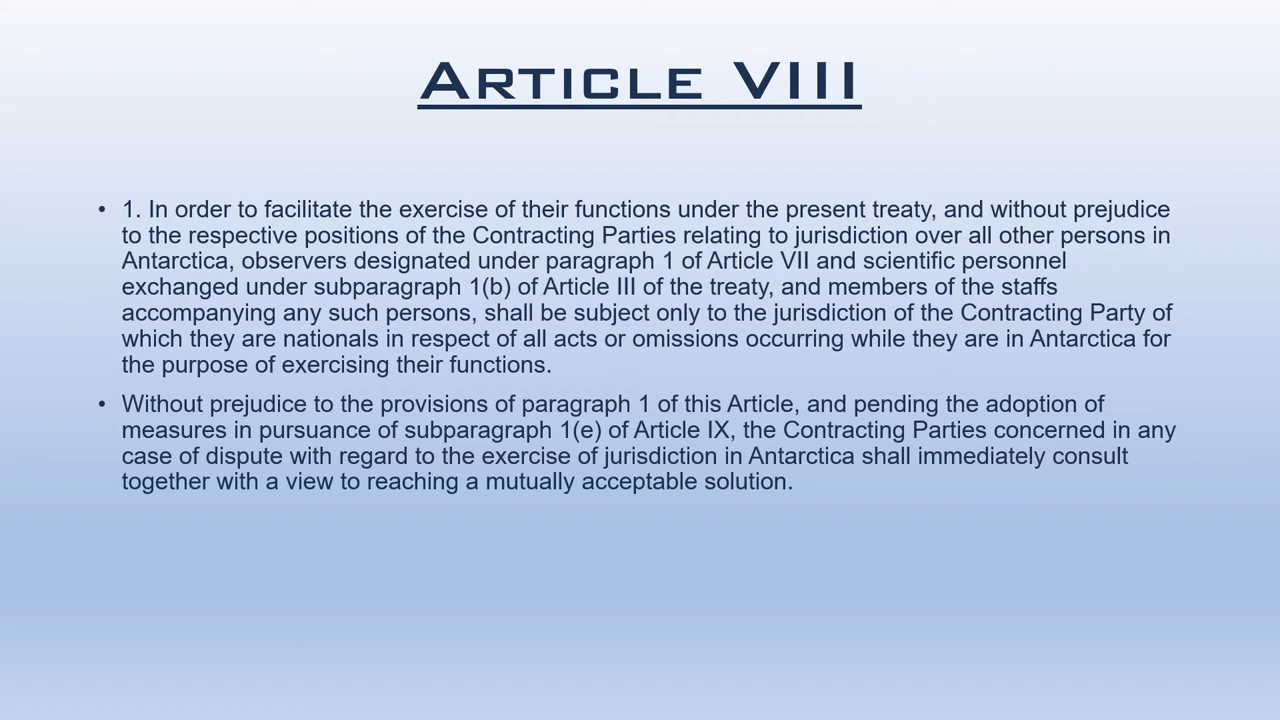 Article VIII
• 1. In order to facilitate the exercise of their functions under the present treaty, and without prejudice
to the respective positions of the Contracting Parties relating to jurisdiction over all other persons in
Antarctica, observers designated under paragraph 1 of Article VII and scientific personnel
exchanged under subparagraph 1(b) of Article III of the treaty, and members of the staffs
accompanying any such persons, shall be subject only to the jurisdiction of the Contracting Party of
which they are nationals in respect of all acts or omissions occurring while they are in Antarctica for
the purpose of exercising their functions.
• Without prejudice to the provisions of paragraph 1 of this Article, and pending the adoption of
measures in pursuance of subparagraph 1(e) of Article IX, the Contracting Parties concerned in any
case of dispute with regard to the exercise of jurisdiction in Antarctica shall immediately consult
together with a view to reaching a mutually acceptable solution.